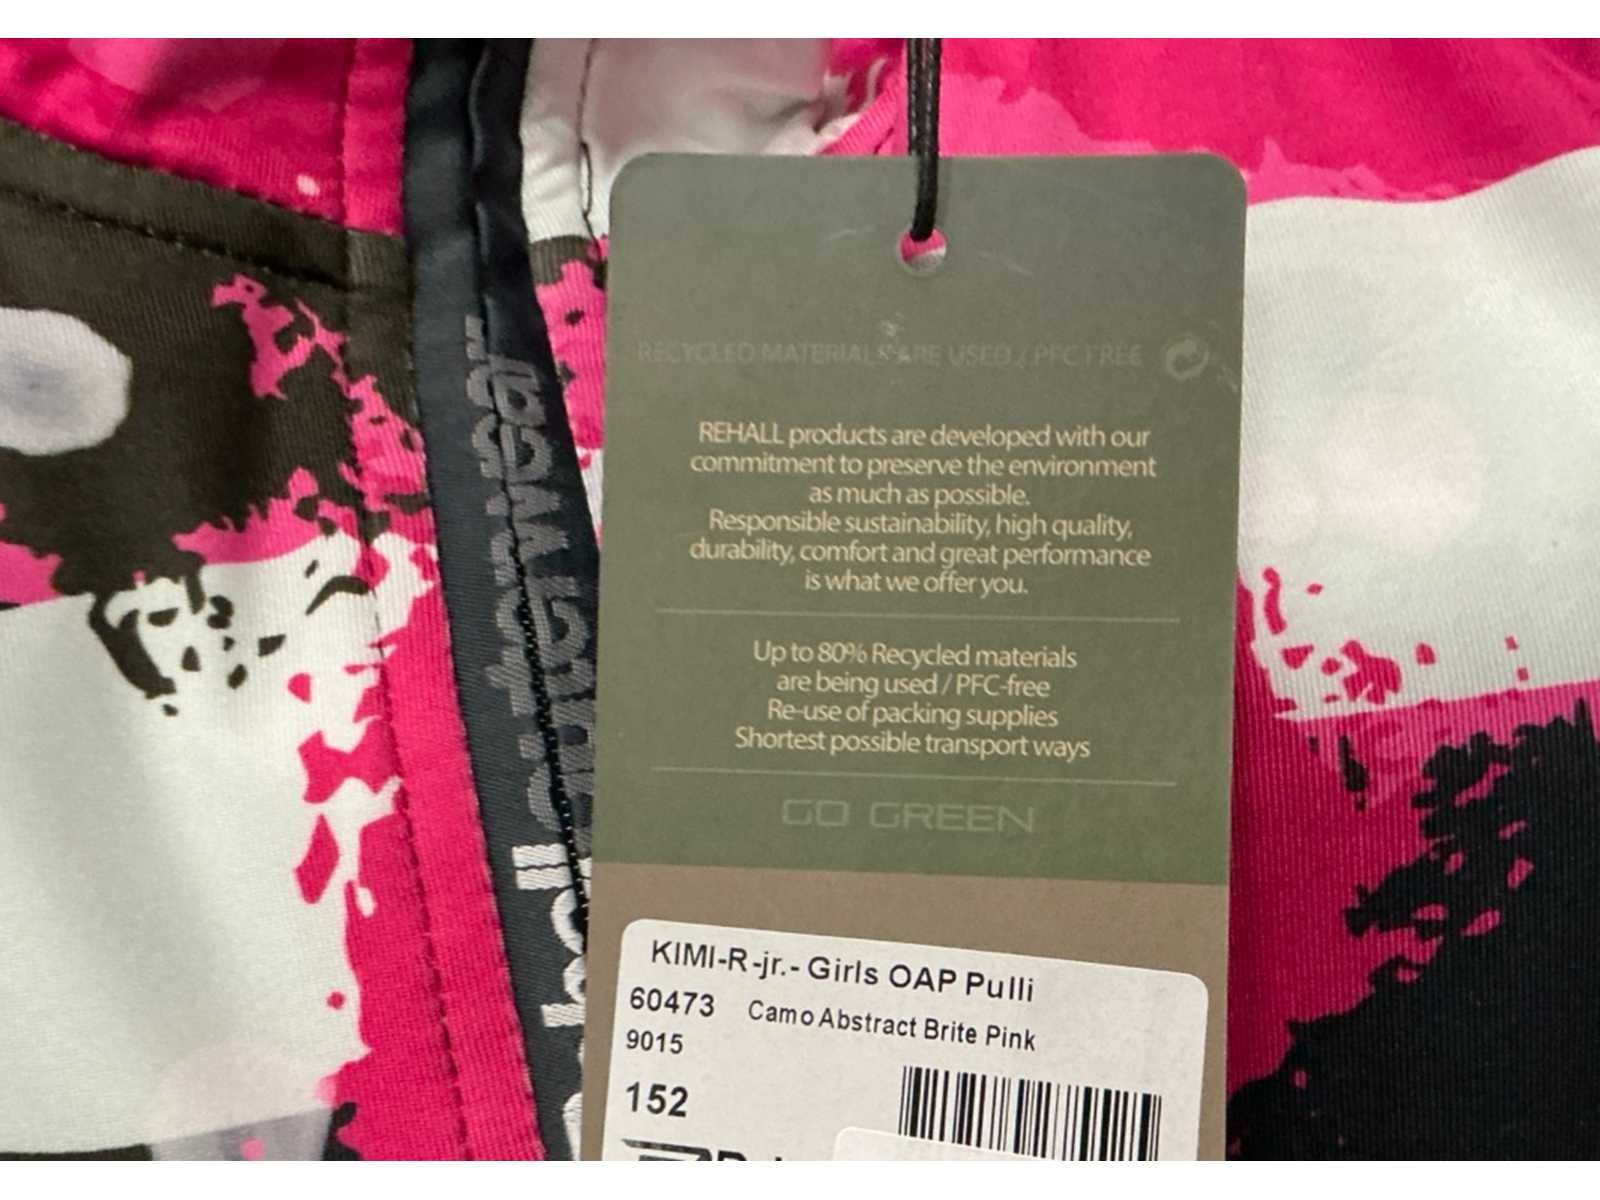 RECYCLED MATERIALS ARE USED / PFC FREE
REHALL products are developed with our
commitment to preserve the environment
as much as possible.
Responsible sustainability, high quality,
durability, comfort and great performance
is what we offer you.
Up to 80% Recycled materials
are being used / PFC-free
Re-use of packing supplies
Shortest possible transport ways
GO GREEN
KIMI-R-jr.- Girls OAP Pulli
60473 Camo Abstract Brite Pink
9015
152